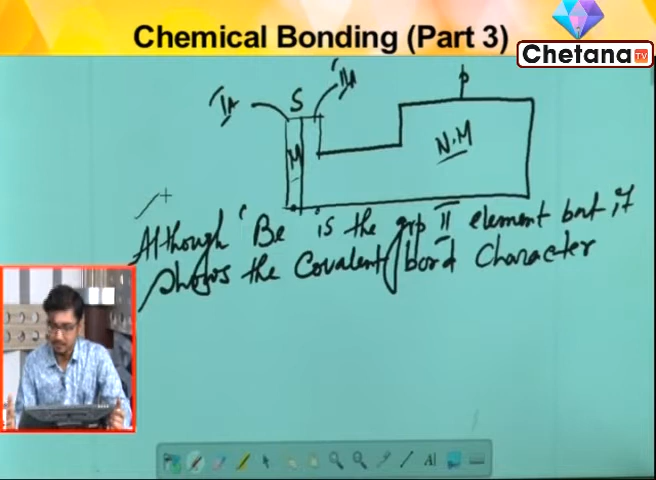 Chemical Bonding (Part 3)
Chetana TV
IA
S
IIA
P
M
N.M
Although 'Be' is the grp II element but it
shows the Covalent bond Character
AI